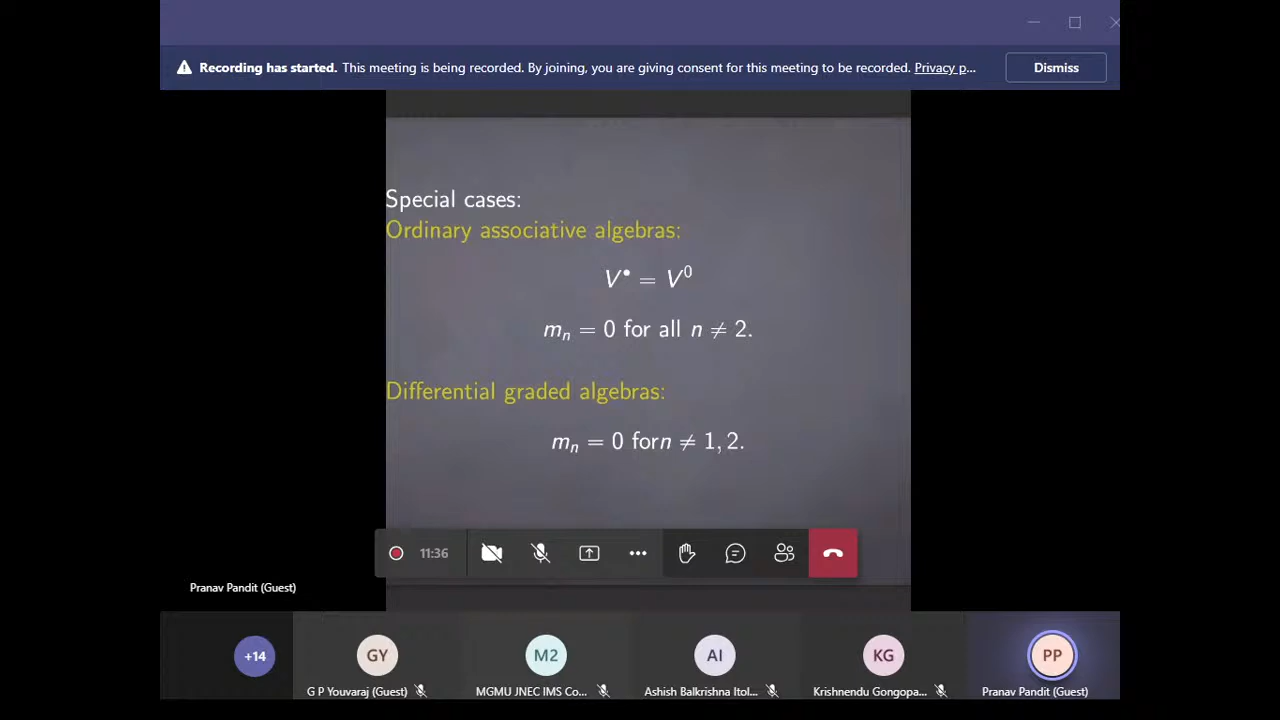 Recording has started. This meeting is being recorded. By joining, you are giving consent for this meeting to be recorded. Privacy p...
Dismiss
Special cases:
Ordinary associative algebras:
V• = V⁰
mₙ = 0 for all n ≠ 2.
Differential graded algebras:
mₙ = 0 forn ≠ 1, 2.
11:36
Pranav Pandit (Guest)
+14
GY
M2
AI
KG
PP
G P Youvaraj (Guest)
MGMU JNEC IMS Co...
Ashish Balkrishna Itol...
Krishnendu Gongopa...
Pranav Pandit (Guest)